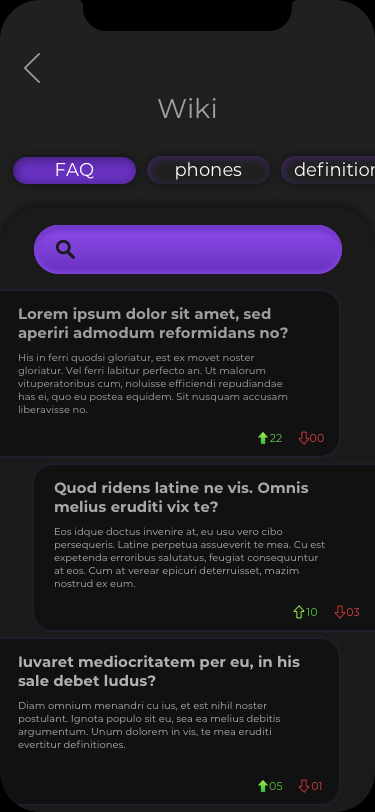 Wiki
FAQ
phones
definition
Lorem ipsum dolor sit amet, sed
aperiri admodum reformidans no?
His in ferri quodsi gloriatur, est ex movet noster
gloriatur. Vel ferri labitur perfecto an. Ut malorum
vituperatoribus cum, noluisse efficiendi repudiandae
has ei, quo eu postea equidem. Sit nusquam accusam
liberavisse no.
22
00
Quod ridens latine ne vis. Omnis
melius eruditi vix te?
Eos idque doctus invenire at, eu usu vero cibo
persequeris. Latine perpetua assueverit te mea. Cu est
expetenda erroribus salutatus, feugiat consequuntur
at eos. Cum at verear epicuri deterruisset, mazim
nostrud ex eum.
10
03
Iuvaret mediocritatem per eu, in his
sale debet ludus?
Diam omnium menandri cu ius, et est nihil noster
postulant. Ignota populo sit eu, sea ea melius debitis
argumentum. Unum dolorem in vis, te mea eruditi
evertitur definitiones.
05
01